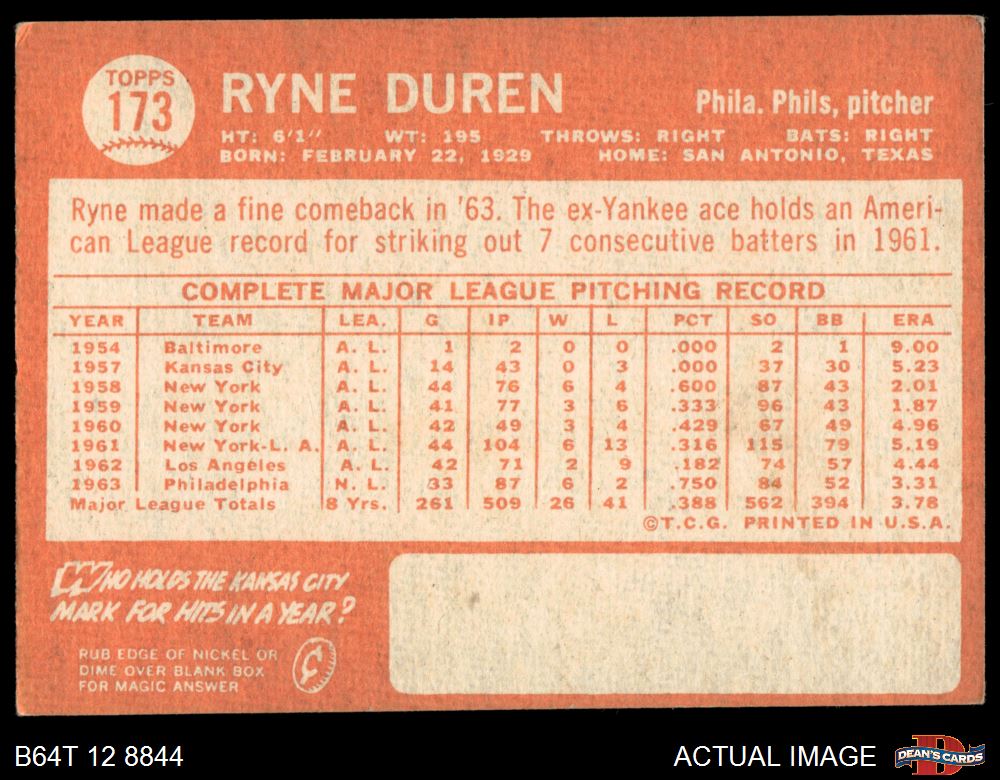 TOPPS
173
RYNE DUREN
Phila. Phils, pitcher
HT: 6'1" WT: 195 THROWS: RIGHT BATS: RIGHT
BORN: FEBRUARY 22, 1929 HOME: SAN ANTONIO, TEXAS
Ryne made a fine comeback in '63. The ex-Yankee ace holds an Ameri-
can League record for striking out 7 consecutive batters in 1961.
COMPLETE MAJOR LEAGUE PITCHING RECORD
YEAR TEAM LEA. G IP W L PCT SO BB ERA
1954 Baltimore A. L. 1 2 0 0 .000 2 1 9.00
1957 Kansas City A. L. 14 43 0 3 .000 37 30 5.23
1958 New York A. L. 44 76 6 4 .600 87 43 2.01
1959 New York A. L. 41 77 3 6 .333 96 43 1.87
1960 New York A. L. 42 49 3 4 .429 67 49 4.96
1961 New York-L. A. A. L. 44 104 6 13 .316 115 79 5.19
1962 Los Angeles A. L. 42 71 2 9 .182 74 57 4.44
1963 Philadelphia N. L. 33 87 6 2 .750 84 52 3.31
Major League Totals 8 Yrs. 261 509 26 41 .388 562 394 3.78
©T.C.G. PRINTED IN U.S.A.
WHO HOLDS THE KANSAS CITY
MARK FOR HITS IN A YEAR?
RUB EDGE OF NICKEL OR
DIME OVER BLANK BOX
FOR MAGIC ANSWER
B64T 12 8844
ACTUAL IMAGE
DEAN'S CARDS